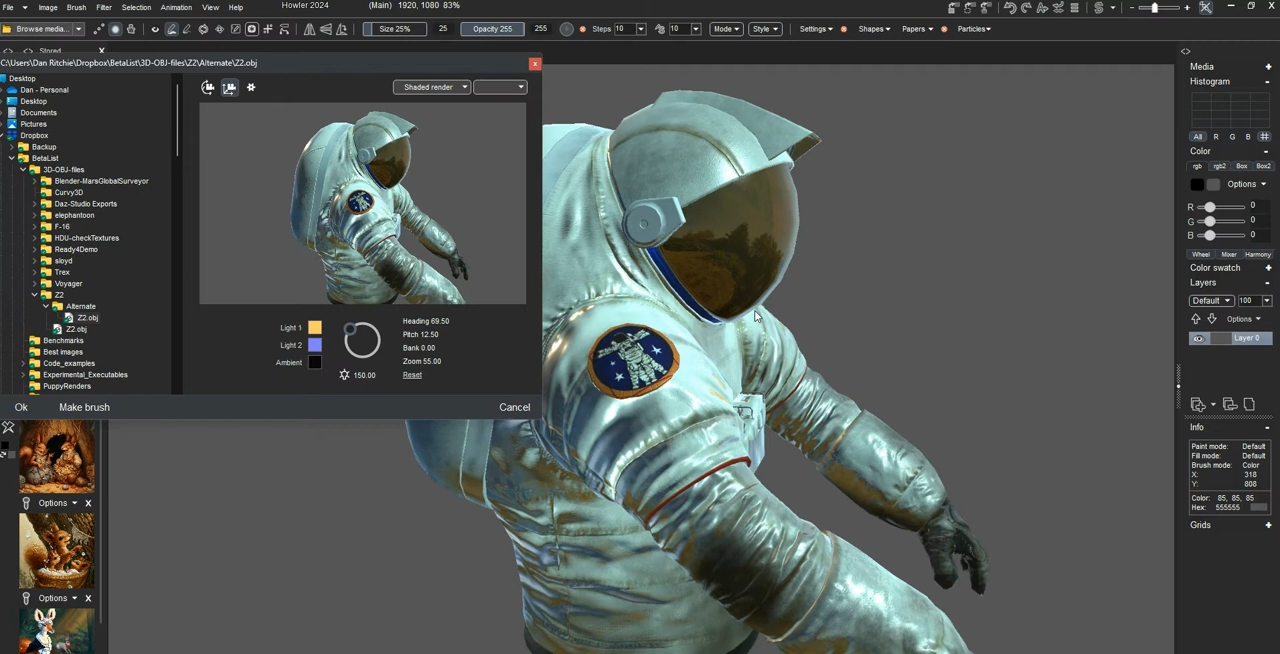 File Image Brush Filter Selection Animation View Help Howler 2024 (Main) 1920, 1080 83%
Browse media... Size 25% 25 Opacity 255 255 Steps 10 10 Mode Style Settings Shapes Papers Particles
Stored
C:\Users\Dan Ritchie\Dropbox\BetaList\3D-OBJ-files\Z2\Alternate\Z2.obj
Desktop
Dan - Personal
Desktop
Documents
Pictures
Dropbox
Backup
BetaList
3D-OBJ-files
Blender-MarsGlobalSurveyor
Curvy3D
Daz-Studio Exports
elephantoon
F-16
HDU-checkTextures
Ready4Demo
sloyd
Trex
Voyager
Z2
Alternate
Z2.obj
Z2.obj
Benchmarks
Best images
Code_examples
Experimental_Executables
PuppyRenders
Shaded render
Light 1
Light 2
Ambient
150.00
Heading 69.50
Pitch 12.50
Bank 0.00
Zoom 55.00
Reset
Ok Make brush Cancel
Options X
Options X
Media +
Histogram -
All R G B
Color -
rgb rgb2 Box Box2
Options
R 0
G 0
B 0
Wheel Mixer Harmony
Color swatch +
Layers -
Default 100
Options
Layer 0
Info -
Paint mode: Default
Fill mode: Default
Brush mode: Color
X: 318
Y: 808
Color: 85, 85, 85
Hex: 555555
Grids +